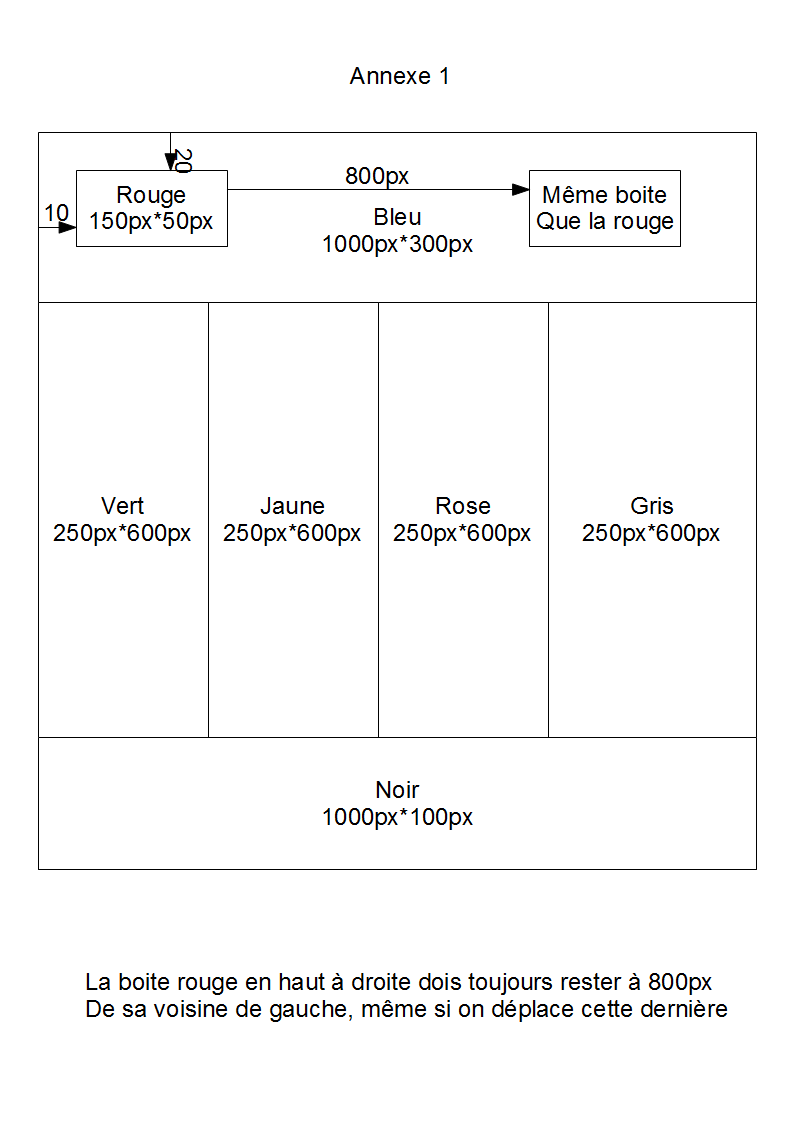 Annexe 1
20
800px
Rouge
150px*50px
Même boite
Que la rouge
10
Bleu
1000px*300px
Vert
250px*600px
Jaune
250px*600px
Rose
250px*600px
Gris
250px*600px
Noir
1000px*100px
La boite rouge en haut à droite dois toujours rester à 800px
De sa voisine de gauche, même si on déplace cette dernière